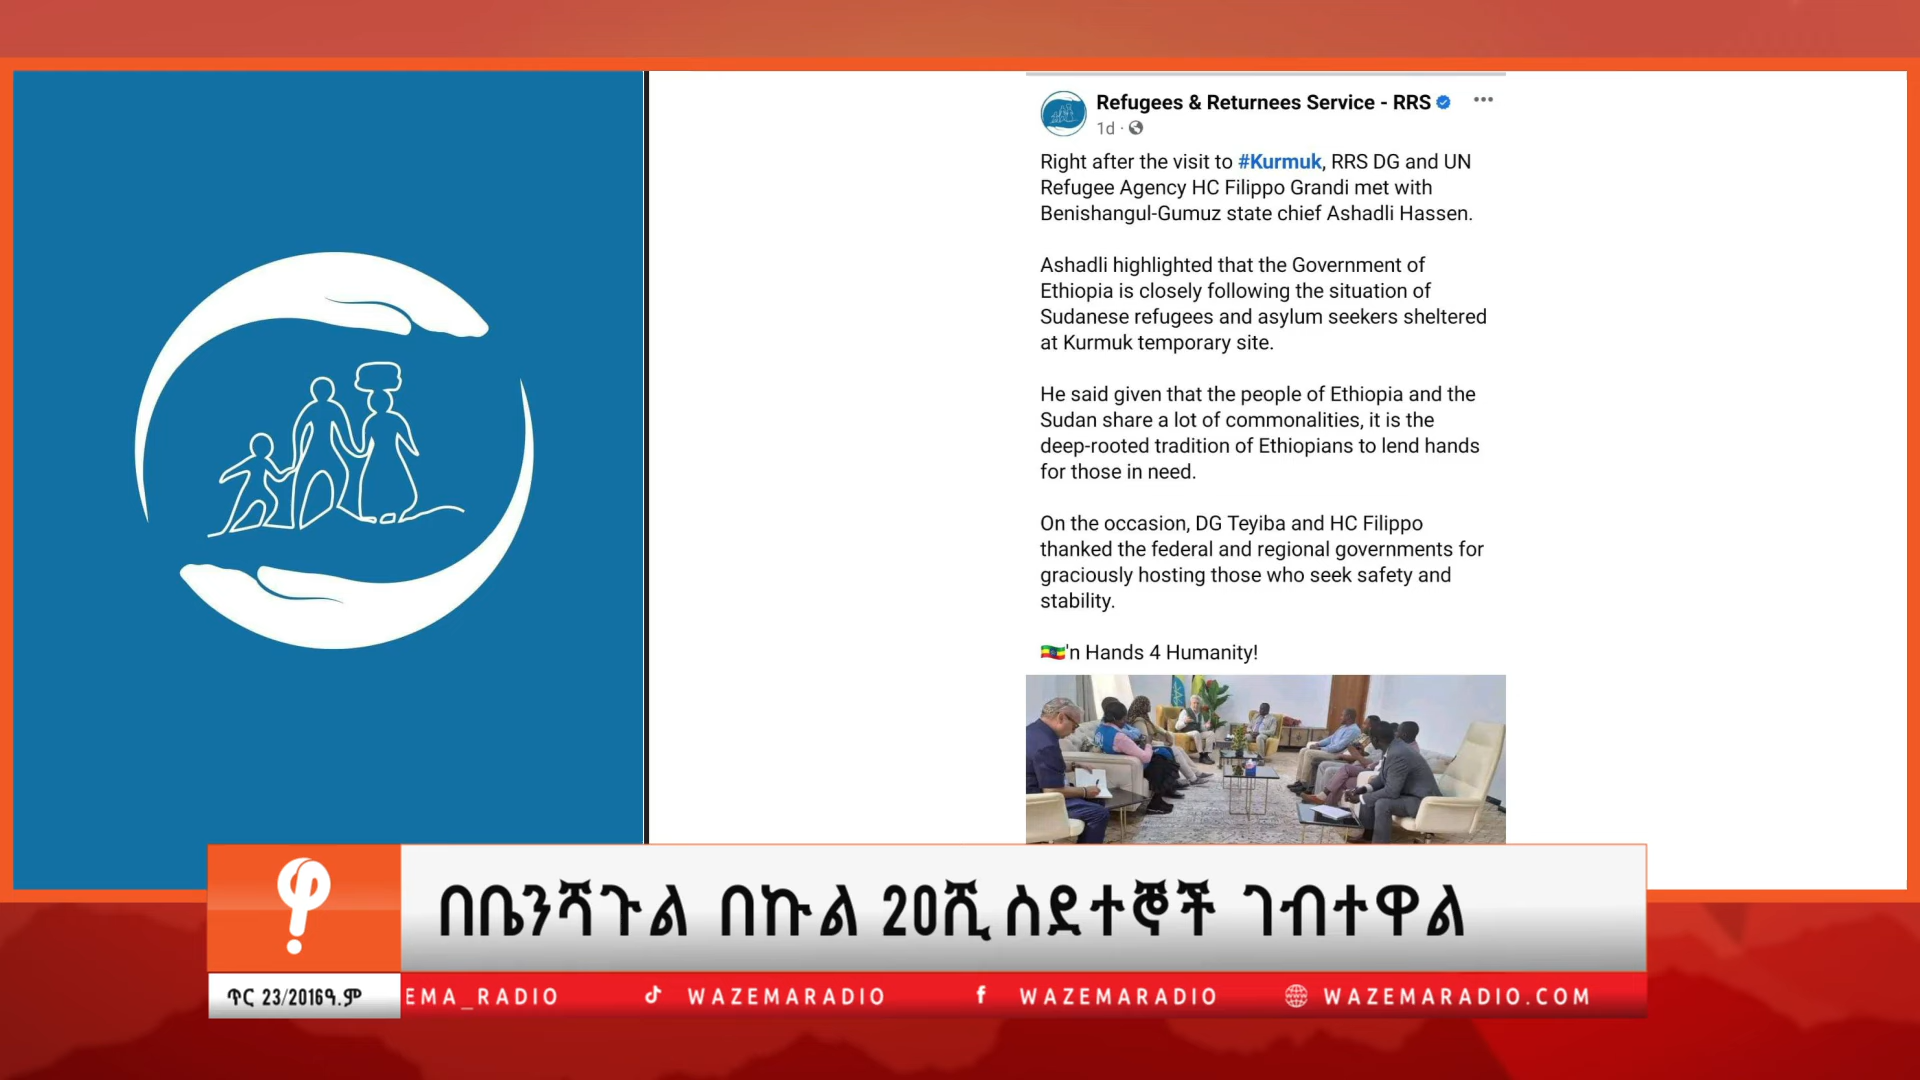 Refugees & Returnees Service - RRS
1d ·
Right after the visit to #Kurmuk, RRS DG and UN
Refugee Agency HC Filippo Grandi met with
Benishangul-Gumuz state chief Ashadli Hassen.
Ashadli highlighted that the Government of
Ethiopia is closely following the situation of
Sudanese refugees and asylum seekers sheltered
at Kurmuk temporary site.
He said given that the people of Ethiopia and the
Sudan share a lot of commonalities, it is the
deep-rooted tradition of Ethiopians to lend hands
for those in need.
On the occasion, DG Teyiba and HC Filippo
thanked the federal and regional governments for
graciously hosting those who seek safety and
stability.
🇪🇹'n Hands 4 Humanity!
በቤንሻጉል በኩል 20ሺ ስደተኞች ገብተዋል
ጥር 23/2016ዓ.ም
EMA_RADIO WAZEMARADIO WAZEMARADIO WAZEMARADIO.COM